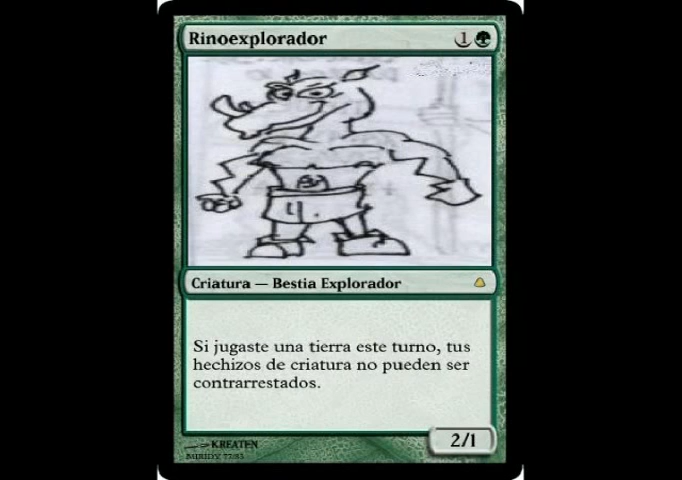 Rinoexplorador 1
Criatura — Bestia Explorador
Si jugaste una tierra este turno, tus
hechizos de criatura no pueden ser
contrarrestados.
2/1
KREATEN